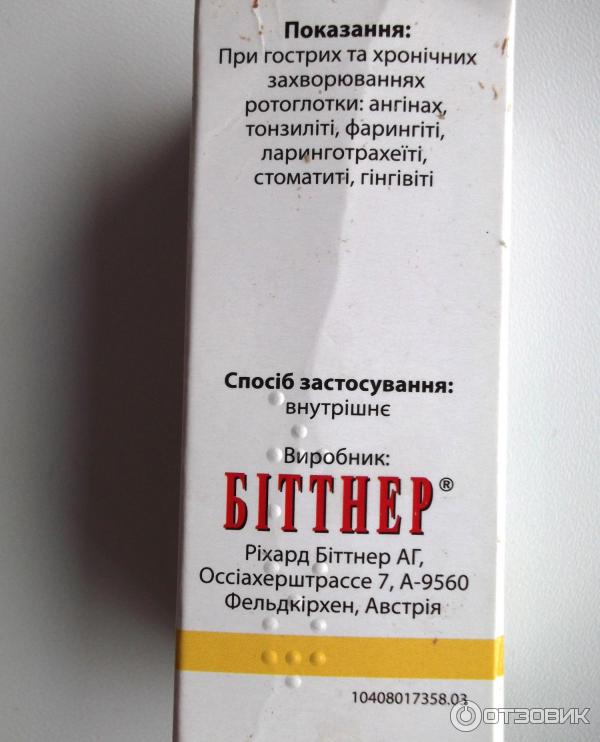 Показання:
При гострих та хронічних
захворюваннях
ротоглотки: ангінах,
тонзиліті, фарингіті,
ларинготрахеїті,
стоматиті, гінгівіті
Спосіб застосування:
внутрішнє
Виробник:
БІТТНЕР®
Ріхард Біттнер АГ,
Оссіахерштрассе 7, А-9560
Фельдкірхен, Австрія
10408017358.03
ОТЗОВИК